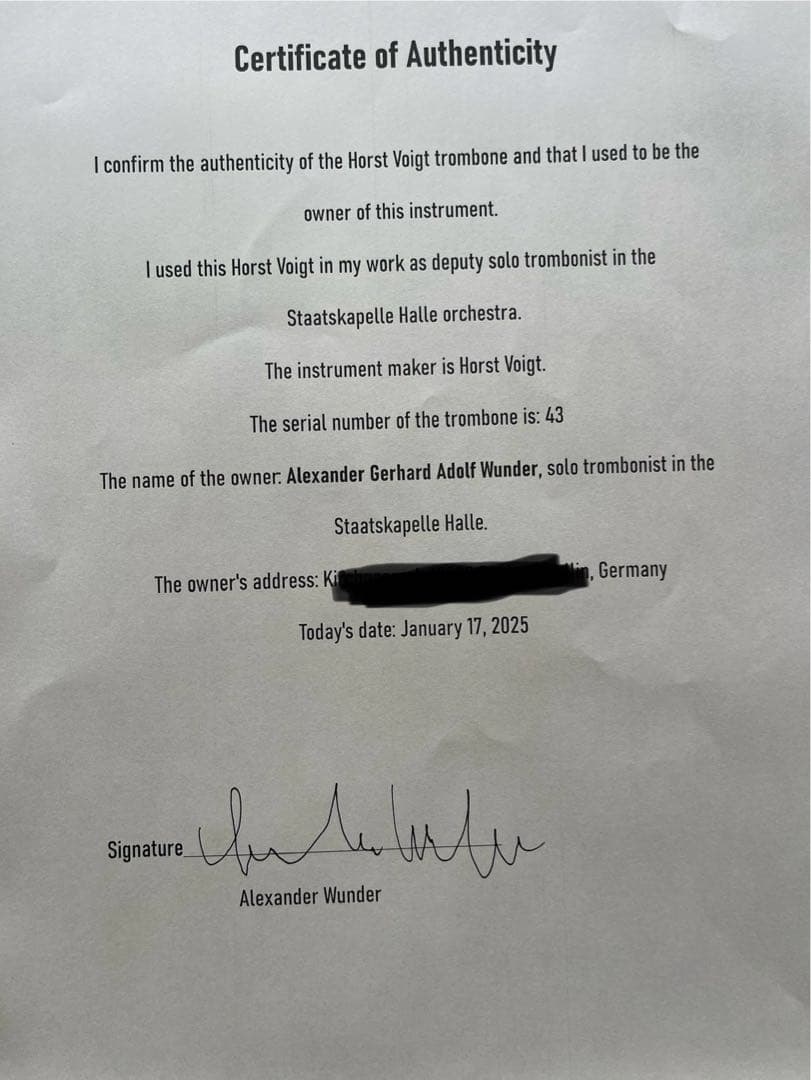 Certificate of Authenticity
I confirm the authenticity of the Horst Voigt trombone and that I used to be the
owner of this instrument.
I used this Horst Voigt in my work as deputy solo trombonist in the
Staatskapelle Halle orchestra.
The instrument maker is Horst Voigt.
The serial number of the trombone is: 43
The name of the owner: Alexander Gerhard Adolf Wunder, solo trombonist in the
Staatskapelle Halle.
The owner's address: , Germany
Today's date: January 17, 2025
Signature
Alexander Wunder